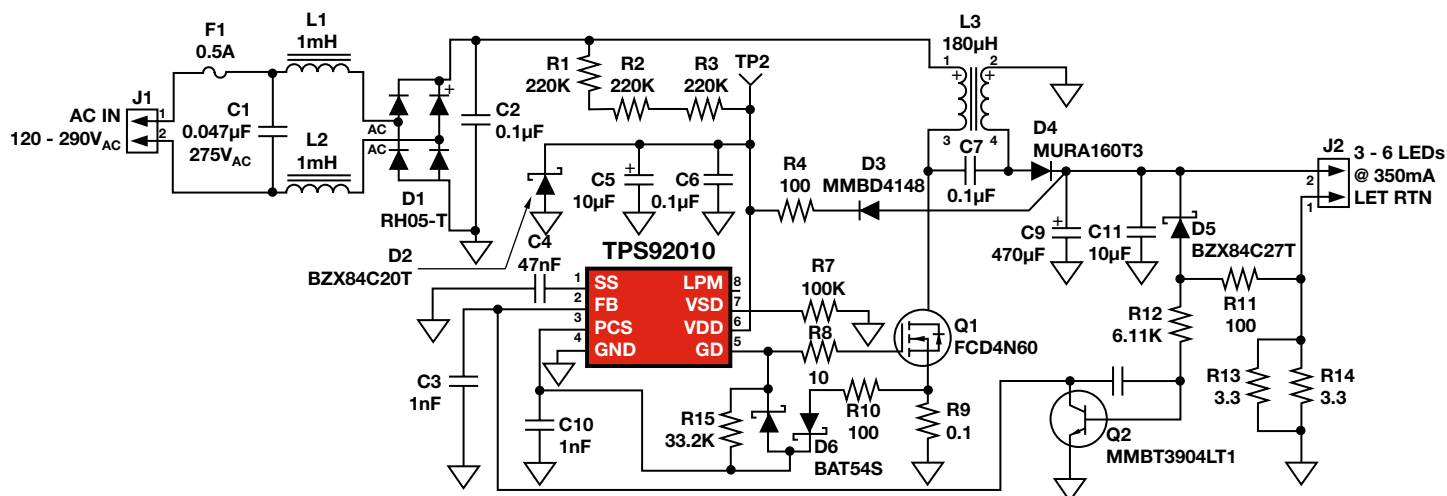 F1
0.5A
L1
1mH
J1
AC IN
120 - 290VAC
1
2
C1
0.047µF
275VAC
L2
1mH
AC
AC
+
D1
RH05-T
C2
0.1µF
R1
220K
R2
220K
R3
220K
TP2
L3
180µH
1
2
+
+
3
4
C7
0.1µF
D4
MURA160T3
J2
2
1
3 - 6 LEDs
@ 350mA
LET RTN
D2
BZX84C20T
C5
10µF
+
C6
0.1µF
R4
100
D3
MMBD4148
C9
470µF
+
C11
10µF
D5
BZX84C27T
C4
47nF
TPS92010
1
2
3
4
SS
FB
PCS
GND
LPM
VSD
VDD
GD
8
7
6
5
R7
100K
R8
10
Q1
FCD4N60
R12
6.11K
R11
100
C3
1nF
C10
1nF
R15
33.2K
D6
BAT54S
R10
100
R9
0.1
Q2
MMBT3904LT1
R13
3.3
R14
3.3